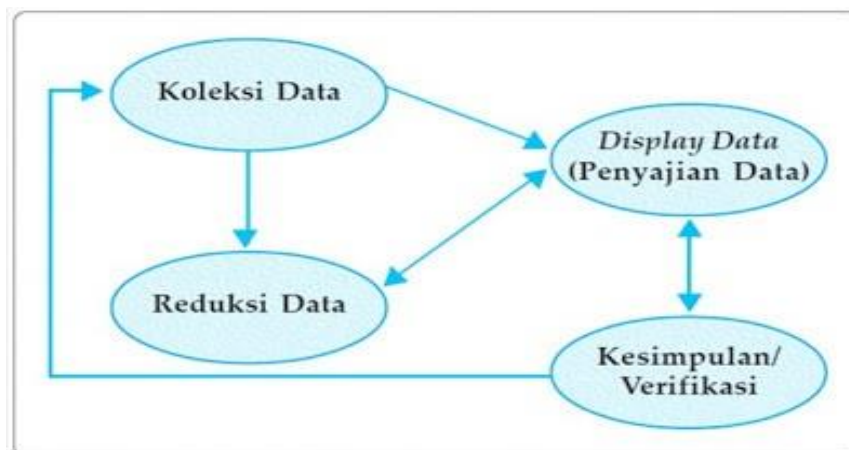 Koleksi Data
Display Data
(Penyajian Data)
Reduksi Data
Kesimpulan/
Verifikasi